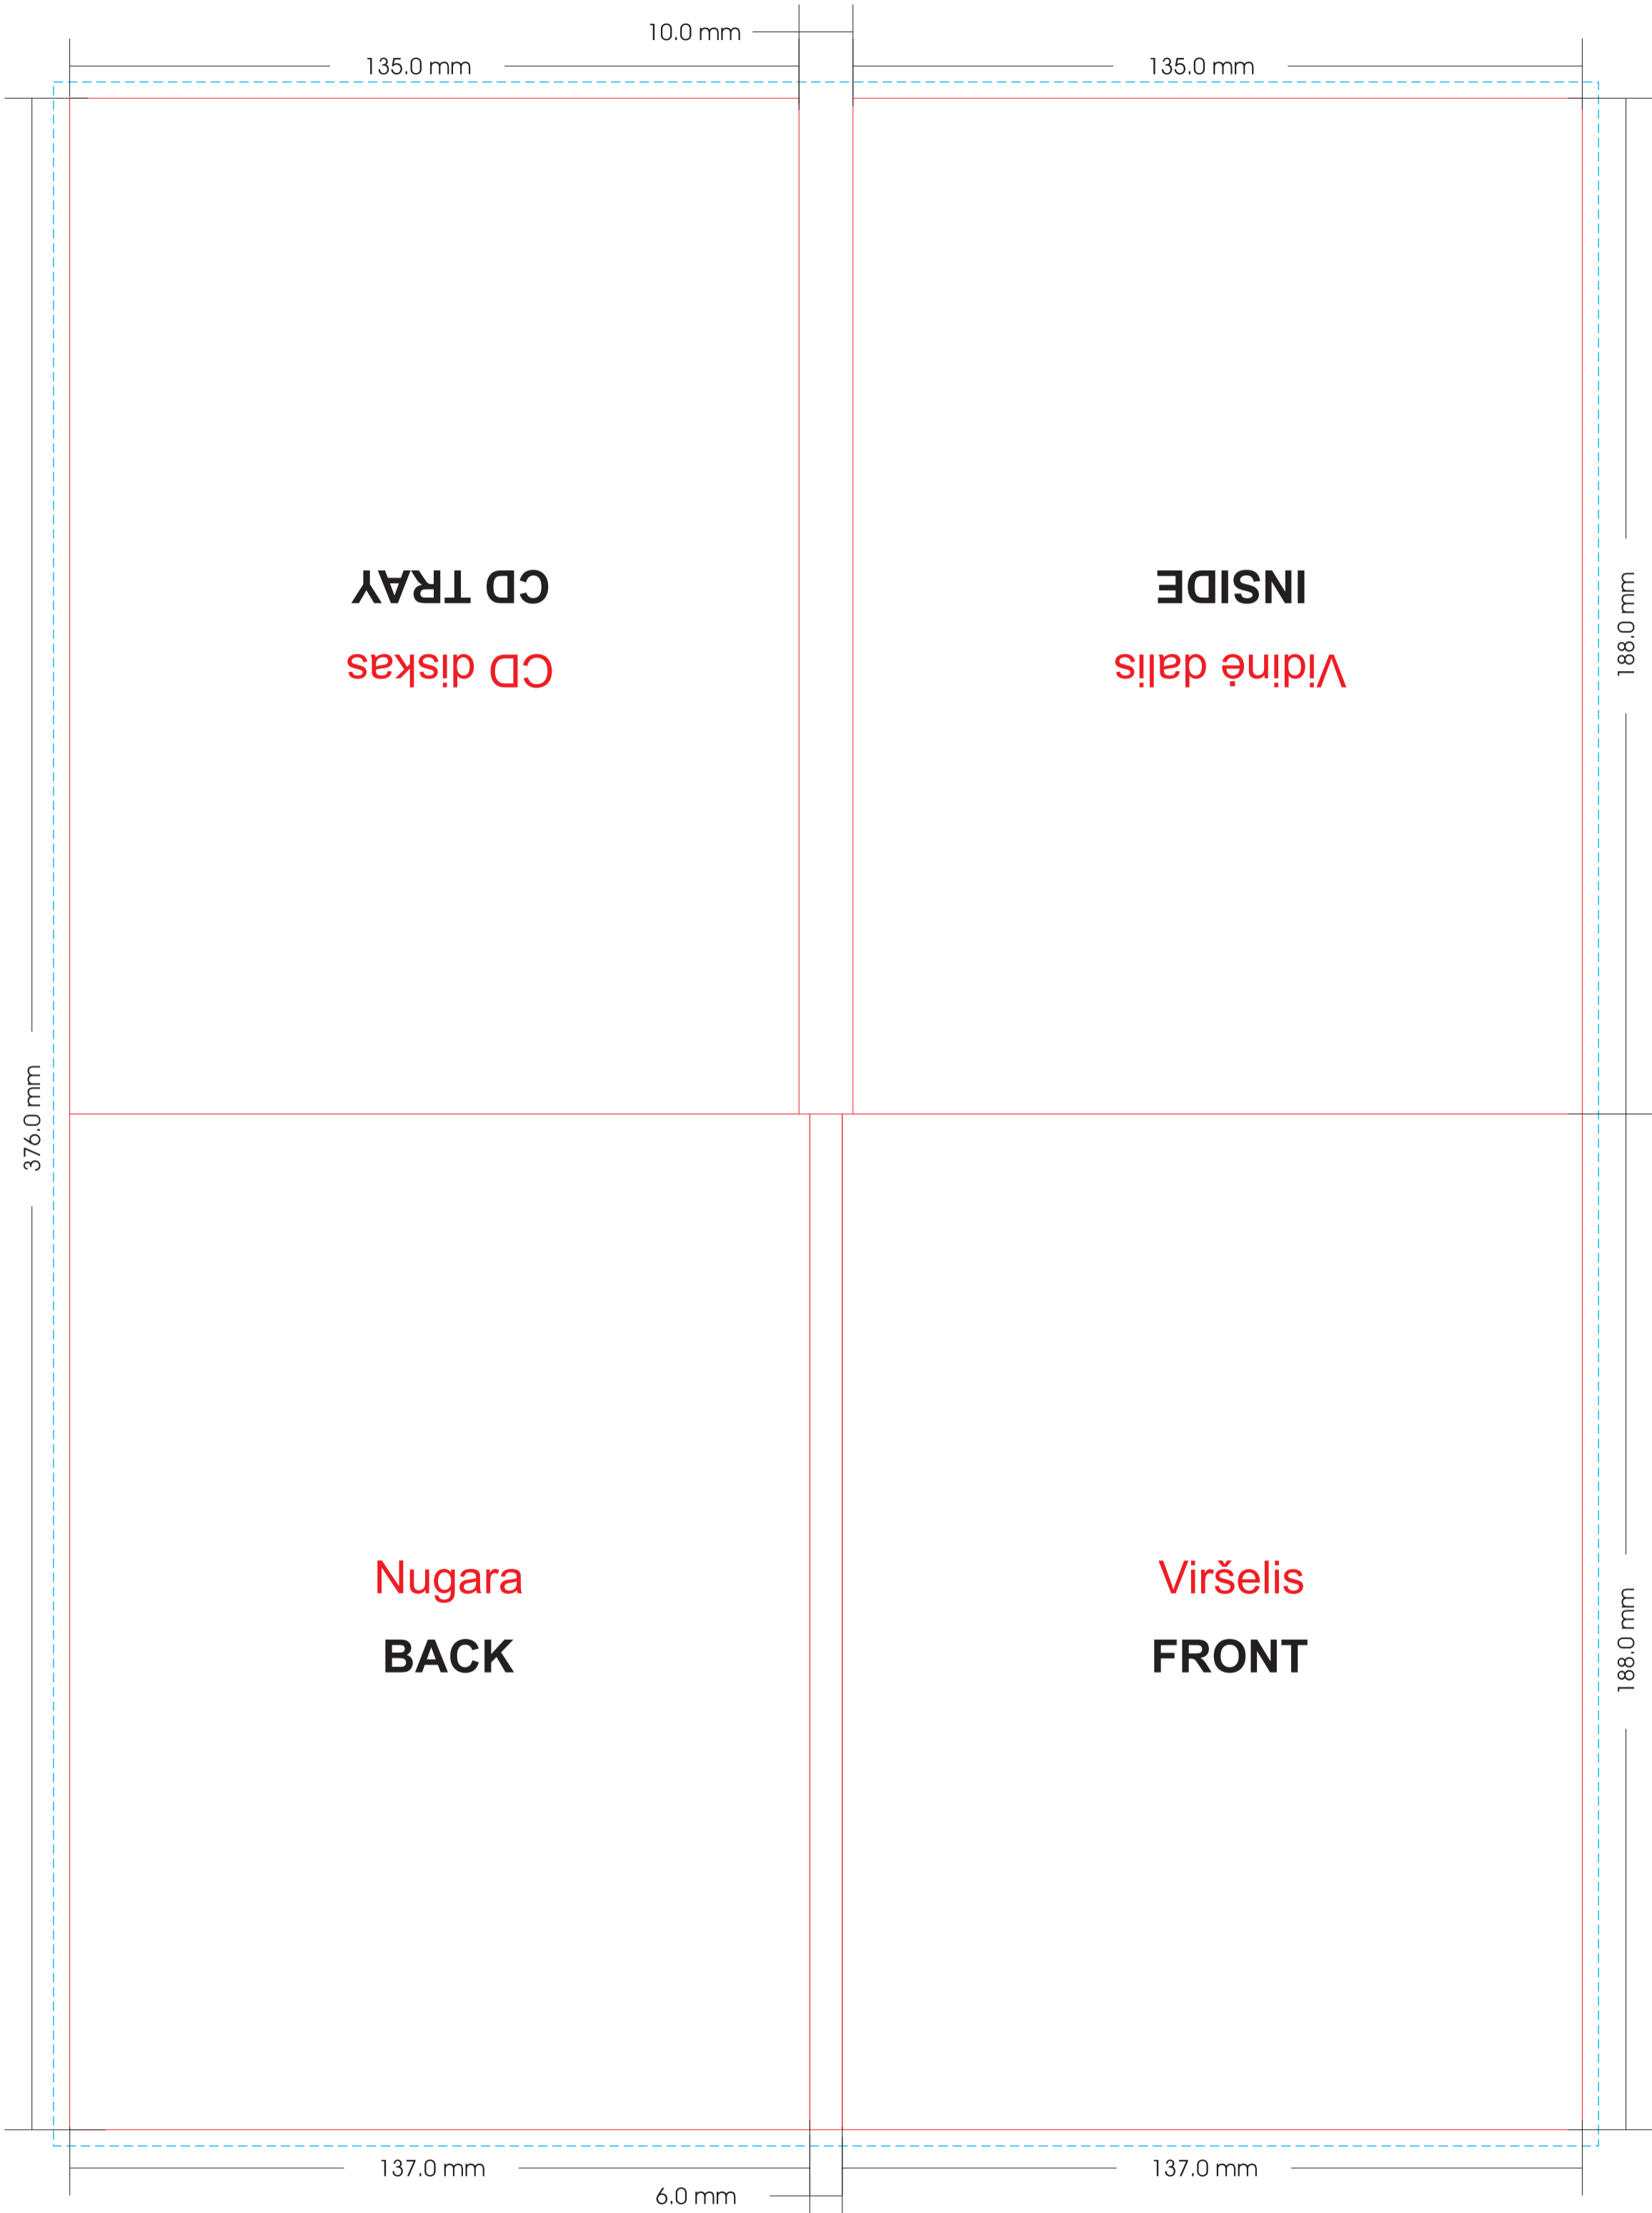 10.0 mm
135.0 mm
135.0 mm
CD TRAY
CD diskas
INSIDE
Vidinė dalis
188.0 mm
376.0 mm
Nugara
BACK
Viršelis
FRONT
188.0 mm
137.0 mm
137.0 mm
6.0 mm